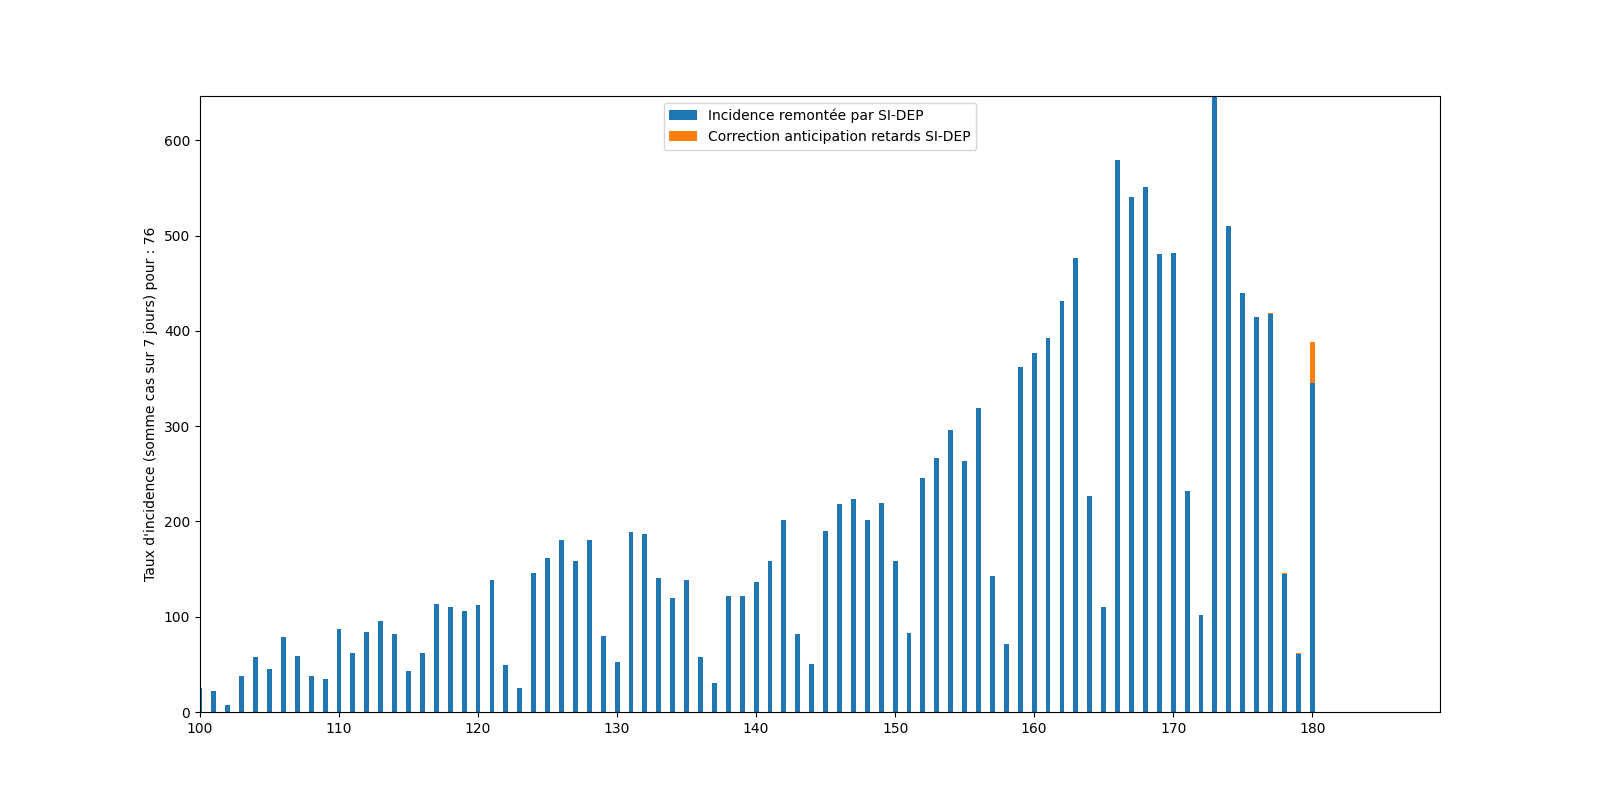 Incidence remontée par SI-DEP
Correction anticipation retards SI-DEP
Taux d'incidence (somme cas sur 7 jours) pour : 76
600
500
400
300
200
100
0
100 110 120 130 140 150 160 170 180